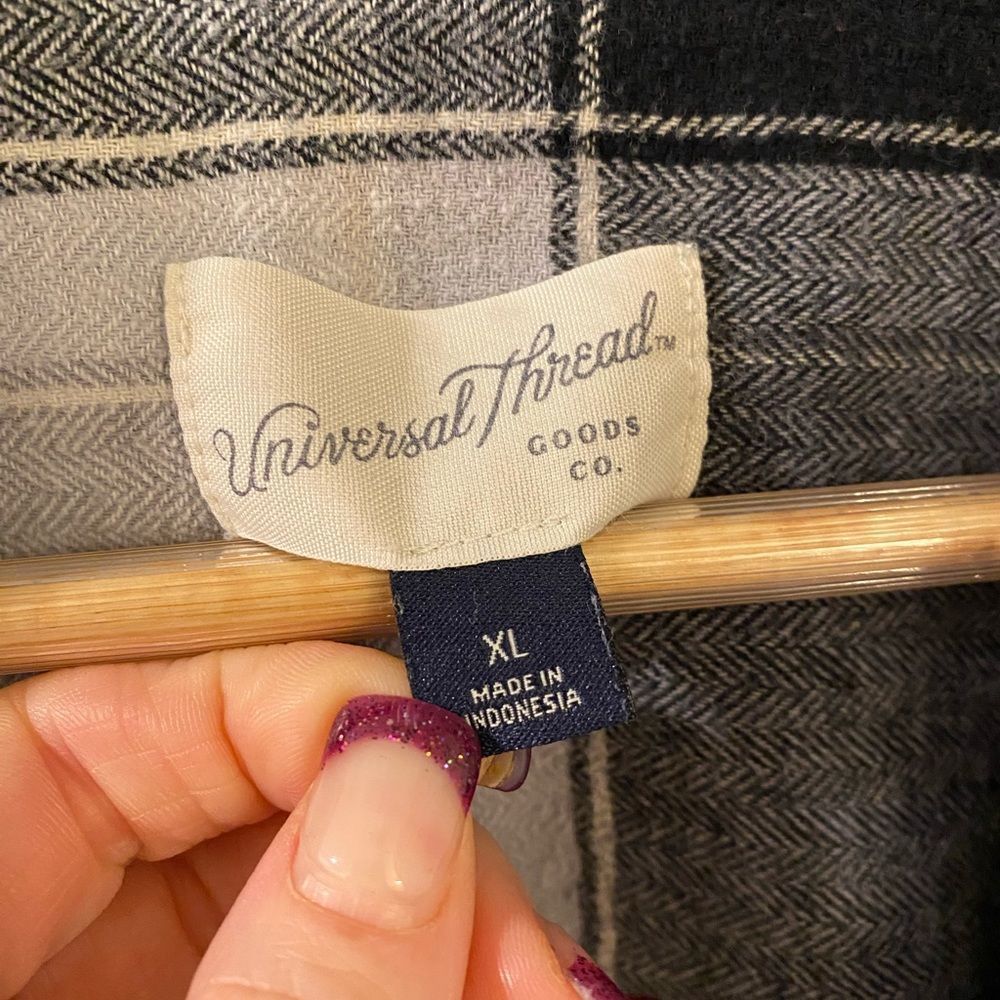 Universal Thread™
GOODS
CO.
XL
MADE IN
INDONESIA